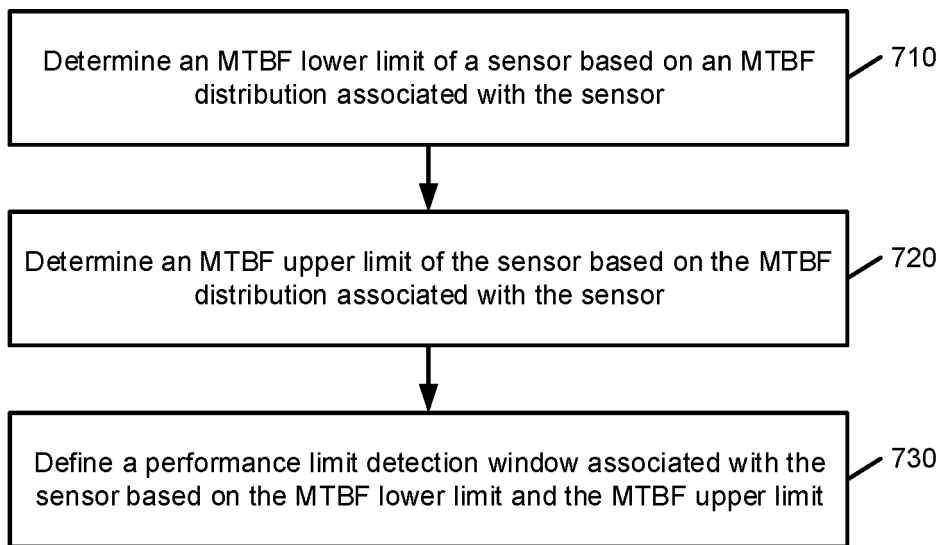 Determine an MTBF lower limit of a sensor based on an MTBF
distribution associated with the sensor
710
Determine an MTBF upper limit of the sensor based on the MTBF
distribution associated with the sensor
720
Define a performance limit detection window associated with the
sensor based on the MTBF lower limit and the MTBF upper limit
730